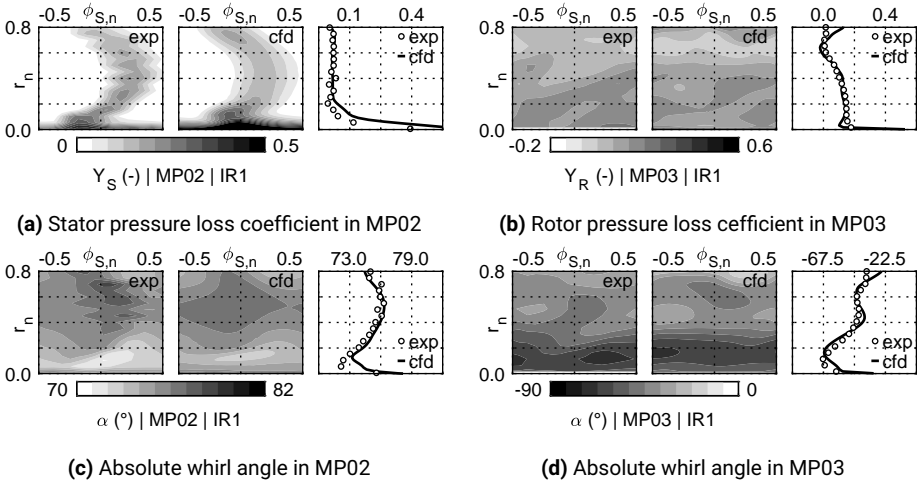 -0.5 ϕS,n 0.5 -0.5 ϕS,n 0.5 0.1 0.4
0.8 exp cfd exp
cfd
rn
0.0
0 0.5
Y_S (-) | MP02 | IR1
(a) Stator pressure loss coefficient in MP02
-0.5 ϕS,n 0.5 -0.5 ϕS,n 0.5 0.0 0.4
0.8 exp cfd exp
cfd
rn
0.0
-0.2 0.6
Y_R (-) | MP03 | IR1
(b) Rotor pressure loss cefficient in MP03
-0.5 ϕS,n 0.5 -0.5 ϕS,n 0.5 73.0 79.0
0.8 exp cfd
rn
exp
cfd
0.0
70 82
α (°) | MP02 | IR1
(c) Absolute whirl angle in MP02
-0.5 ϕS,n 0.5 -0.5 ϕS,n 0.5 -67.5 -22.5
0.8 exp cfd
rn
exp
cfd
0.0
-90 0
α (°) | MP03 | IR1
(d) Absolute whirl angle in MP03